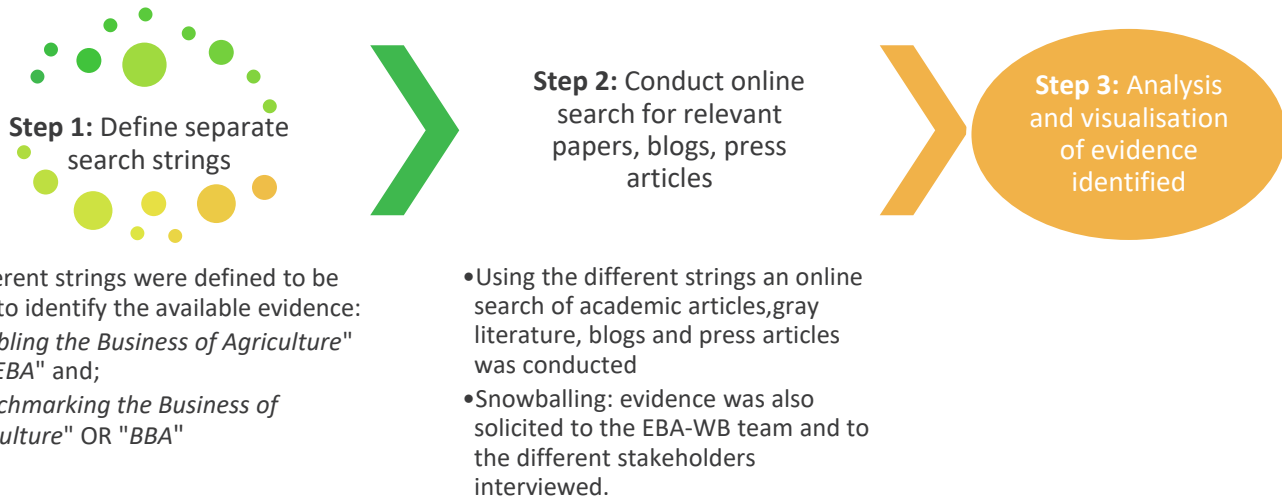 Step 1: Define separate
search strings
erent strings were defined to be
to identify the available evidence:
bling the Business of Agriculture"
EBA" and;
chmarking the Business of
ulture" OR "BBA"
Step 2: Conduct online
search for relevant
papers, blogs, press
articles
•Using the different strings an online
search of academic articles,gray
literature, blogs and press articles
was conducted
•Snowballing: evidence was also
solicited to the EBA-WB team and to
the different stakeholders
interviewed.
Step 3: Analysis
and visualisation
of evidence
identified